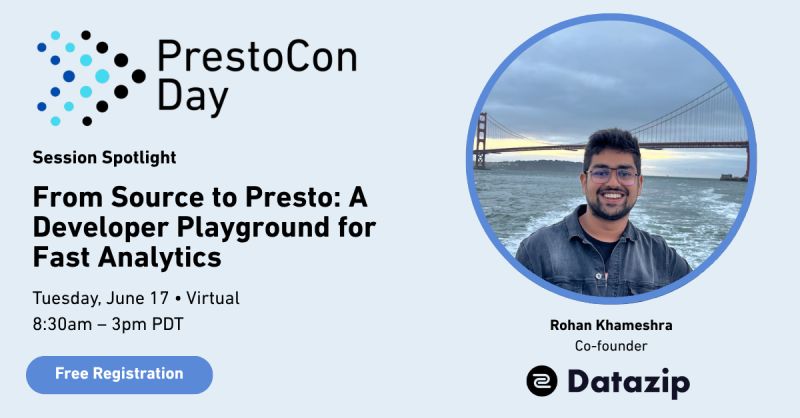 PrestoCon
Day
Session Spotlight
From Source to Presto: A
Developer Playground for
Fast Analytics
Tuesday, June 17 • Virtual
8:30am – 3pm PDT
Free Registration
Rohan Khameshra
Co-founder
Datazip